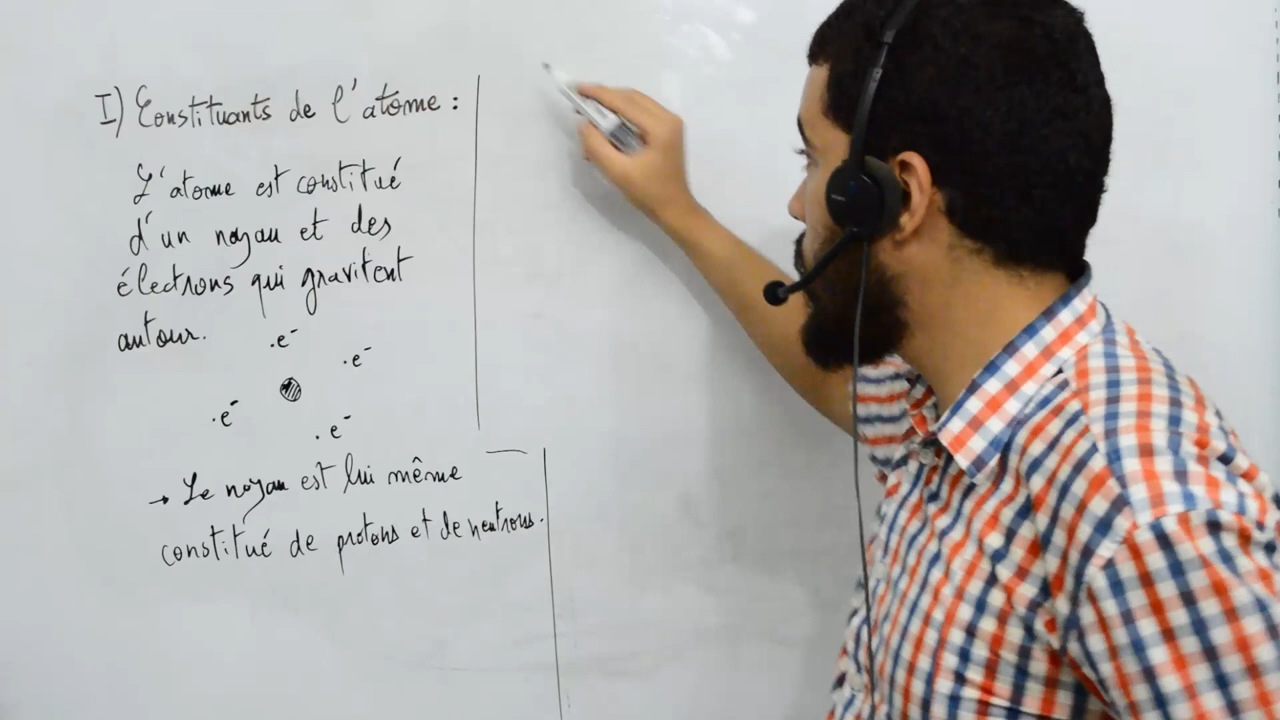 I) Constituants de l'atome :
L'atome est constitué
d'un noyau et des
électrons qui gravitent
autour.
.e⁻
.e⁻
.e⁻
.e⁻
→ Le noyau est lui même
constitué de protons et de neutrons.